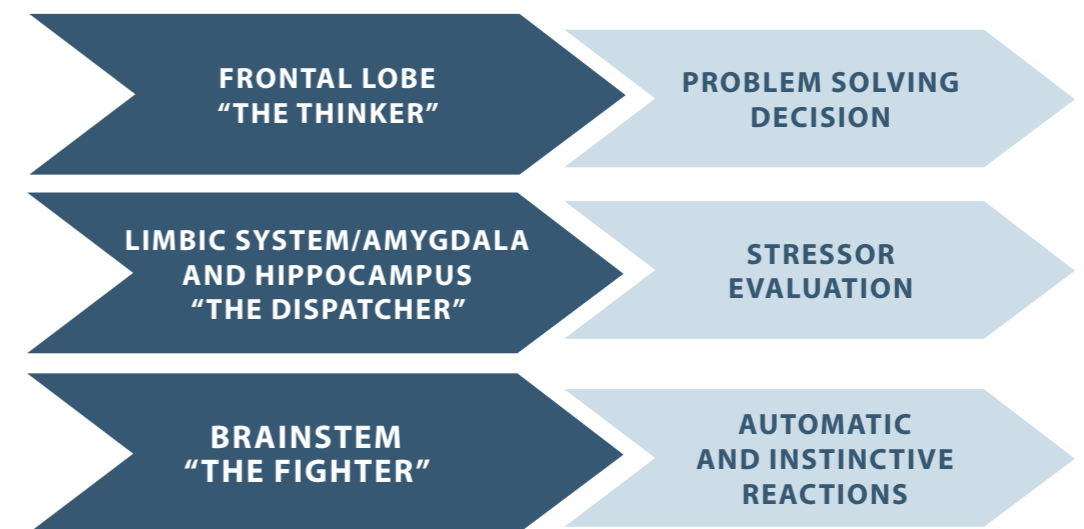 FRONTAL LOBE
“THE THINKER”
PROBLEM SOLVING
DECISION
LIMBIC SYSTEM/AMYGDALA
AND HIPPOCAMPUS
“THE DISPATCHER”
STRESSOR
EVALUATION
BRAINSTEM
“THE FIGHTER”
AUTOMATIC
AND INSTINCTIVE
REACTIONS